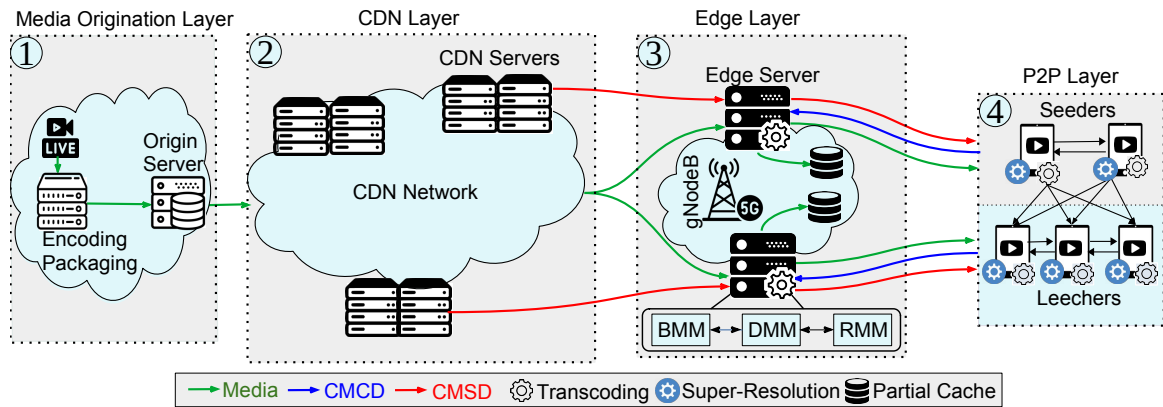 Media Origination Layer
CDN Layer
Edge Layer
P2P Layer
1
2
3
4
LIVE
Origin
Server
Encoding
Packaging
CDN Servers
CDN Network
Edge Server
gNodeB
5G
BMM
DMM
RMM
Seeders
Leechers
Media
CMCD
CMSD
Transcoding
Super-Resolution
Partial Cache